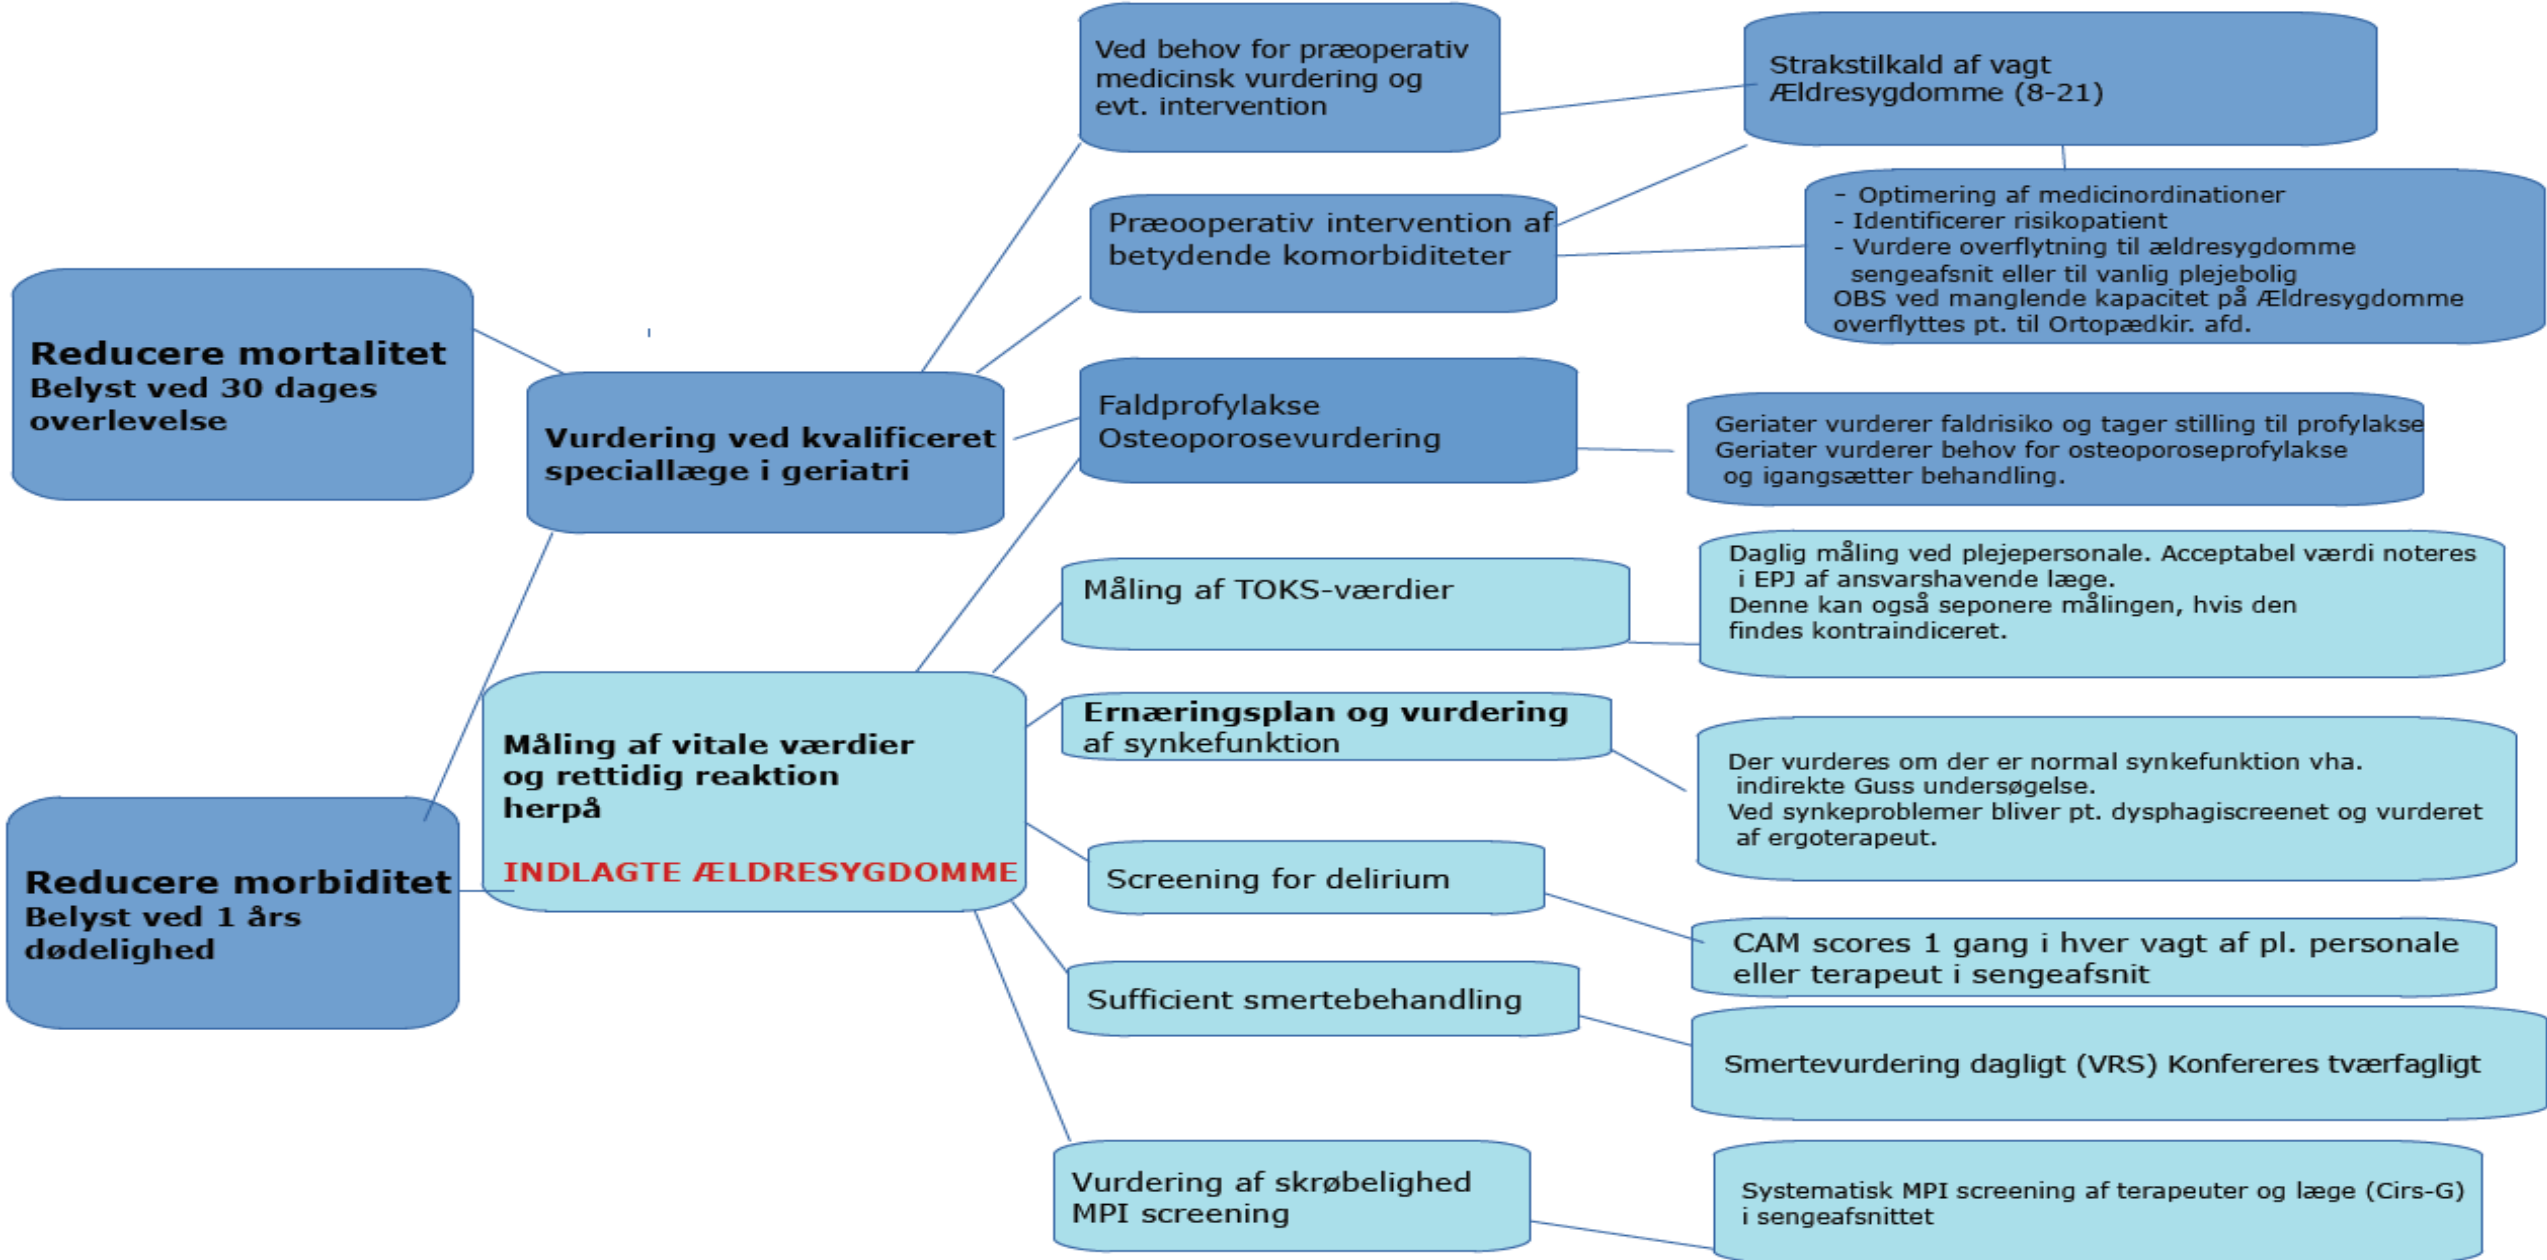 Reducere mortalitet
Belyst ved 30 dages
overlevelse
Reducere morbiditet
Belyst ved 1 års
dødelighed
Vurdering ved kvalificeret
speciallæge i geriatri
Måling af vitale værdier
og rettidig reaktion
herpå
INDLAGTE ÆLDRESYGDOMME
Ved behov for præoperativ
medicinsk vurdering og
evt. intervention
Præooperativ intervention af
betydende komorbiditeter
Faldprofylakse
Osteoporosevurdering
Måling af TOKS-værdier
Ernæringsplan og vurdering
af synkefunktion
Screening for delirium
Sufficient smertebehandling
Vurdering af skrøbelighed
MPI screening
Strakstilkald af vagt
Ældresygdomme (8-21)
- Optimering af medicinordinationer
- Identificerer risikopatient
- Vurdere overflytning til ældresygdomme
sengeafsnit eller til vanlig plejebolig
OBS ved manglende kapacitet på Ældresygdomme
overflyttes pt. til Ortopædkir. afd.
Geriater vurderer faldrisiko og tager stilling til profylakse
Geriater vurderer behov for osteoporoseprofylakse
og igangsætter behandling.
Daglig måling ved plejepersonale. Acceptabel værdi noteres
i EPJ af ansvarshavende læge.
Denne kan også seponere målingen, hvis den
findes kontraindiceret.
Der vurderes om der er normal synkefunktion vha.
indirekte Guss undersøgelse.
Ved synkeproblemer bliver pt. dysphagiscreenet og vurderet
af ergoterapeut.
CAM scores 1 gang i hver vagt af pl. personale
eller terapeut i sengeafsnit
Smertevurdering dagligt (VRS) Konfereres tværfagligt
Systematisk MPI screening af terapeuter og læge (Cirs-G)
i sengeafsnittet